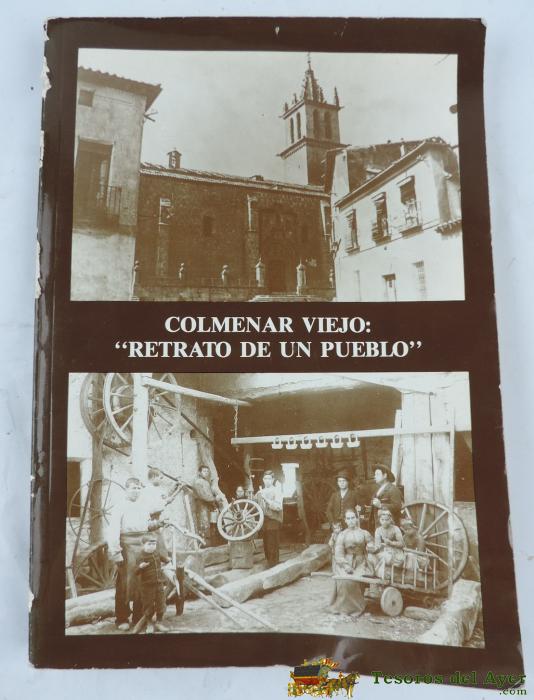 COLMENAR VIEJO:
“RETRATO DE UN PUEBLO”
Tesoros del Ayer
.com